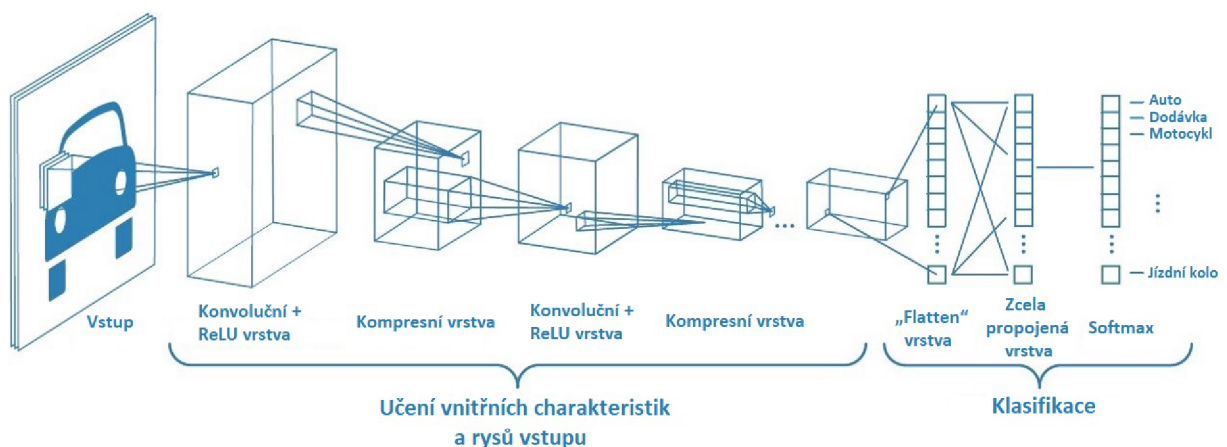 Auto
Dodávka
Motocykl
Jízdní kolo
Vstup
Konvoluční +
ReLU vrstva
Kompresní vrstva
Konvoluční +
ReLU vrstva
Kompresní vrstva
„Flatten“
vrstva
Zcela
propojená
vrstva
Softmax
Učení vnitřních charakteristik
a rysů vstupu
Klasifikace